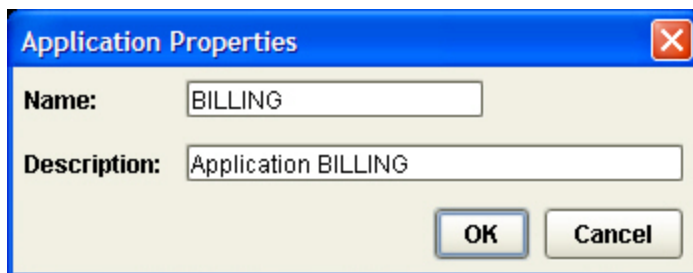 Application Properties
Name: BILLING
Description: Application BILLING
OK Cancel